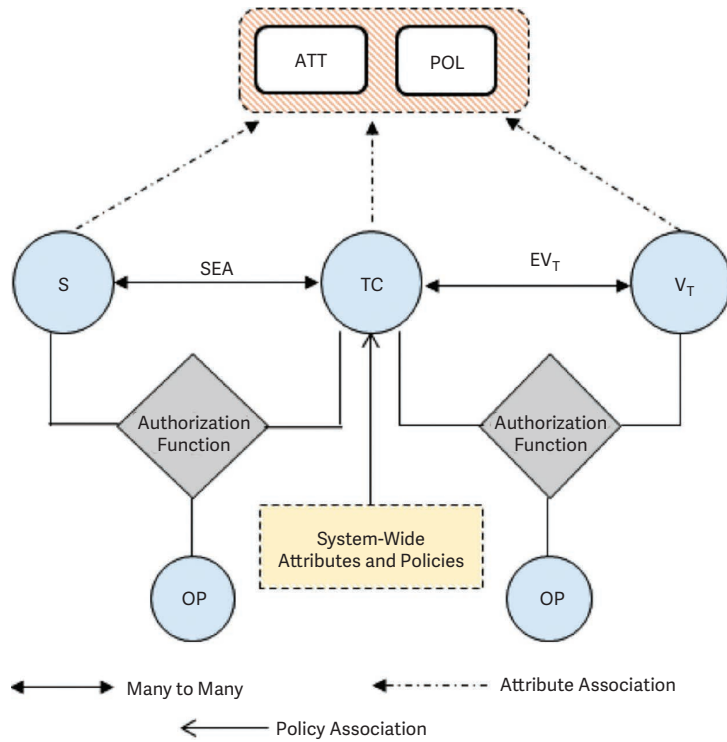 ATT
POL
S
SEA
TC
EV_T
V_T
Authorization
Function
Authorization
Function
System-Wide
Attributes and Policies
OP
OP
Many to Many
Attribute Association
Policy Association